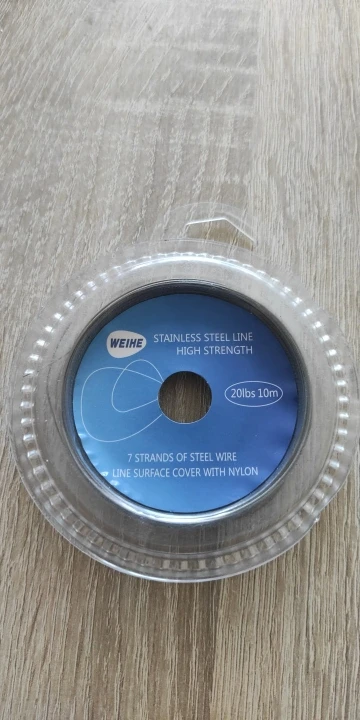 WEIHE
STAINLESS STEEL LINE
HIGH STRENGTH
20lbs 10m
7 STRANDS OF STEEL WIRE
LINE SURFACE COVER WITH NYLON